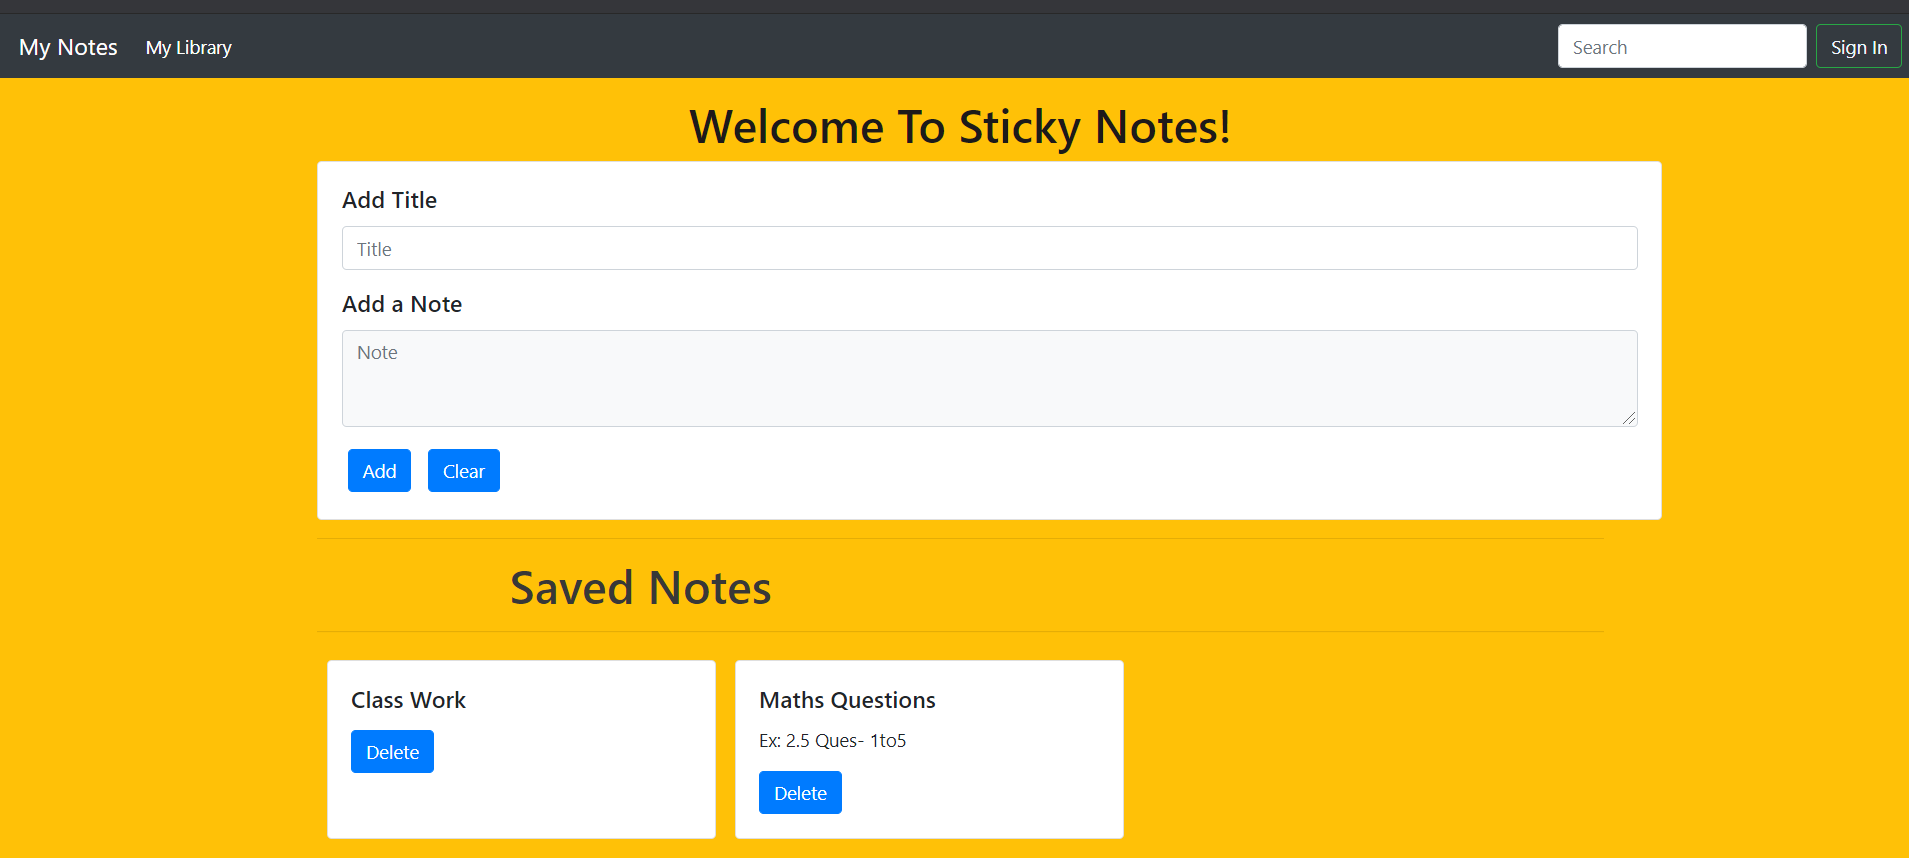 My Notes My Library Search Sign In
Welcome To Sticky Notes!
Add Title
Title
Add a Note
Note
Add Clear
Saved Notes
Class Work
Delete
Maths Questions
Ex: 2.5 Ques- 1to5
Delete